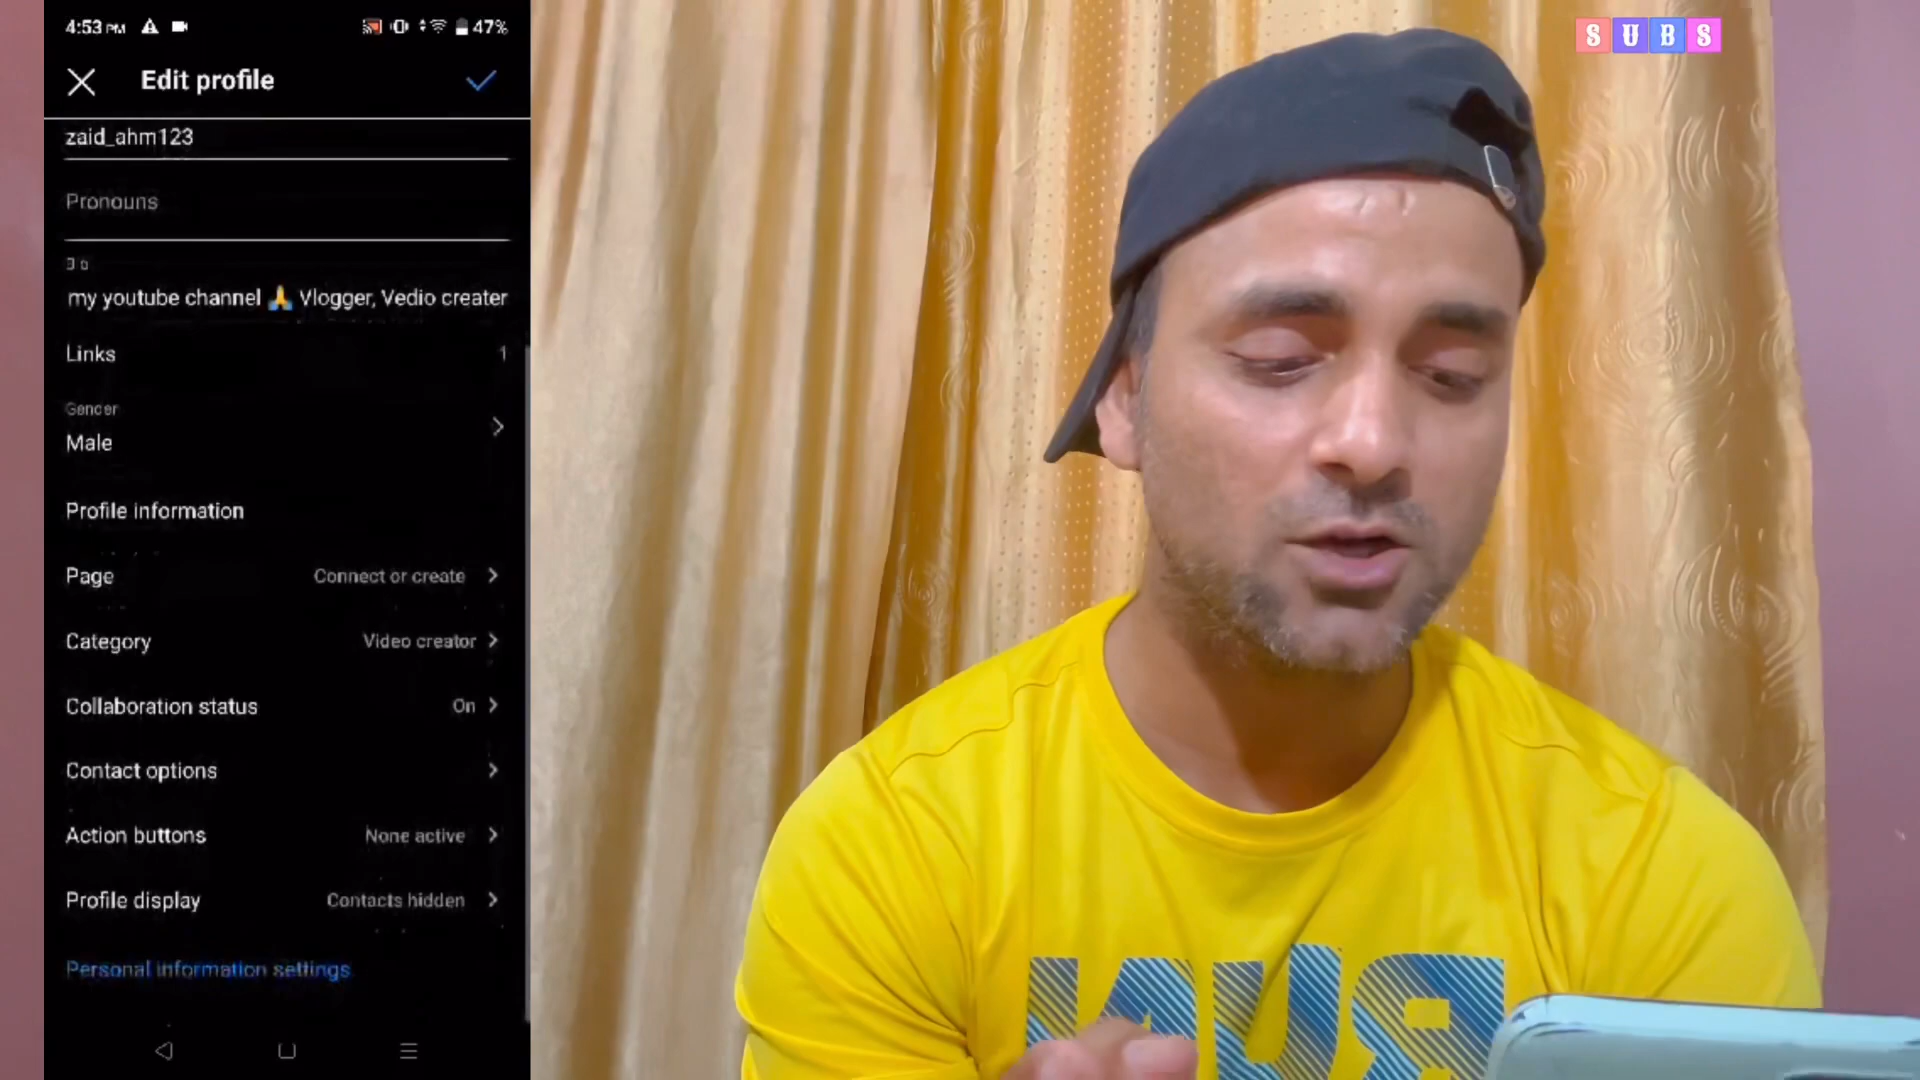 4:53 PM 47%
Edit profile
zaid_ahm123
Pronouns
my youtube channel 🙏 Vlogger, Vedio creater
Links 1
Gender
Male
Profile information
Page Connect or create
Category Video creator
Collaboration status On
Contact options
Action buttons None active
Profile display Contacts hidden
Personal information settings
SUBS
RUN